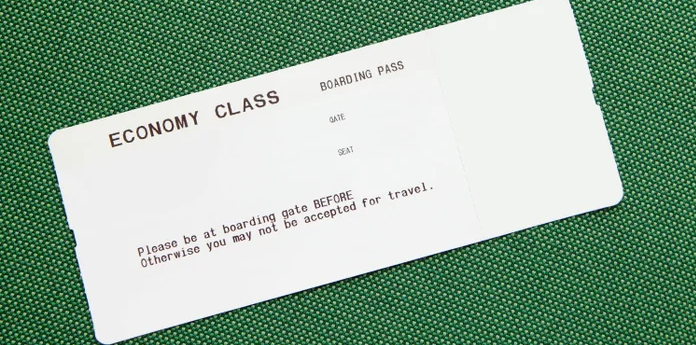 ECONOMY CLASS
BOARDING PASS
GATE
SEAT
Please be at boarding gate BEFORE
Otherwise you may not be accepted for travel.